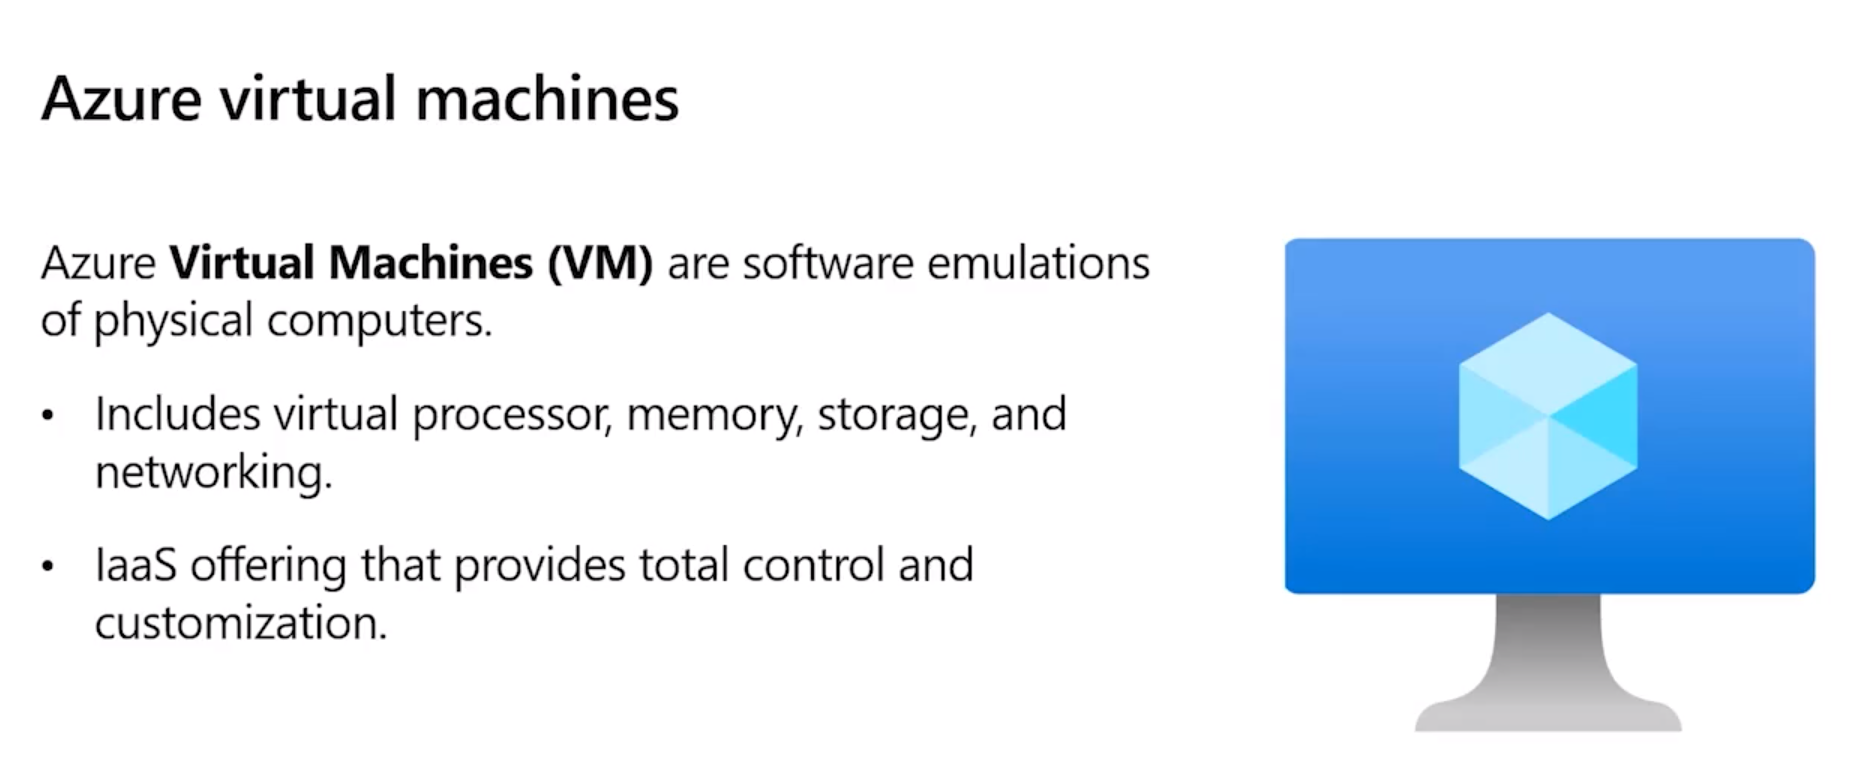 Azure virtual machines
Azure Virtual Machines (VM) are software emulations
of physical computers.
• Includes virtual processor, memory, storage, and
networking.
• IaaS offering that provides total control and
customization.